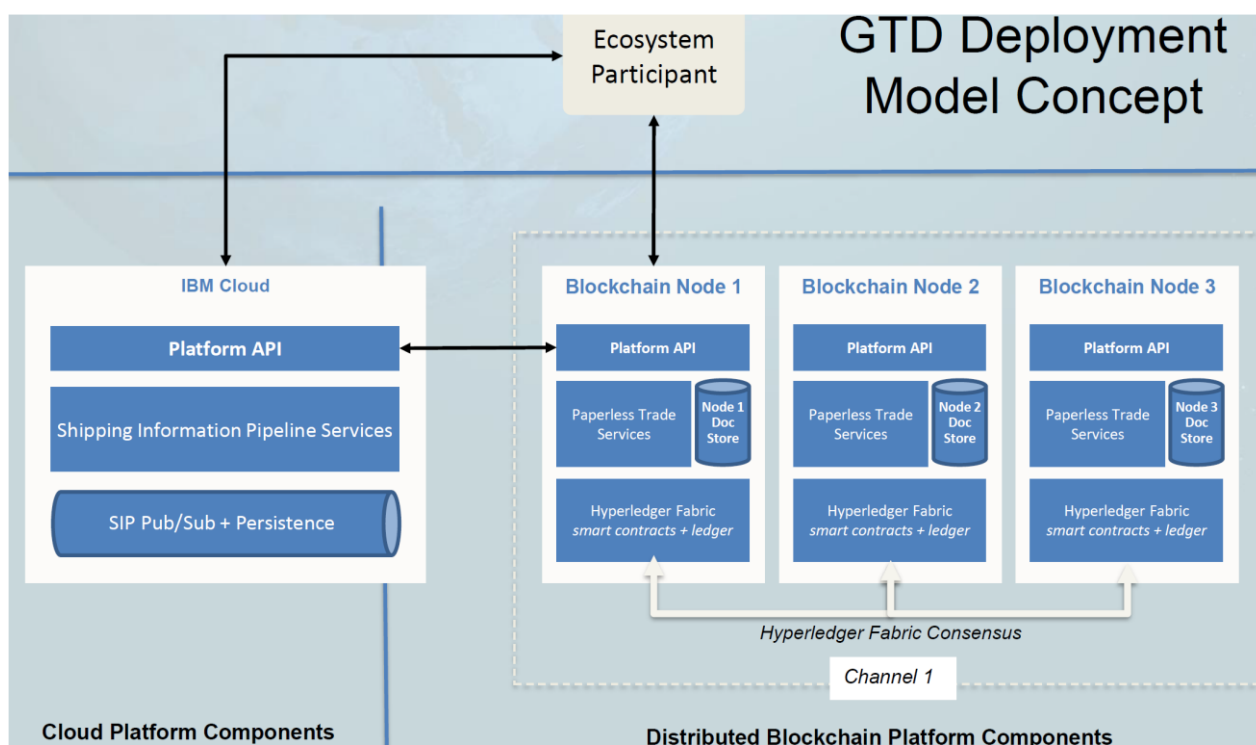 Ecosystem
Participant
GTD Deployment
Model Concept
IBM Cloud
Platform API
Shipping Information Pipeline Services
SIP Pub/Sub + Persistence
Blockchain Node 1
Platform API
Paperless Trade
Services
Node 1
Doc
Store
Hyperledger Fabric
smart contracts + ledger
Blockchain Node 2
Platform API
Paperless Trade
Services
Node 2
Doc
Store
Hyperledger Fabric
smart contracts + ledger
Blockchain Node 3
Platform API
Paperless Trade
Services
Node 3
Doc
Store
Hyperledger Fabric
smart contracts + ledger
Hyperledger Fabric Consensus
Channel 1
Cloud Platform Components
Distributed Blockchain Platform Components